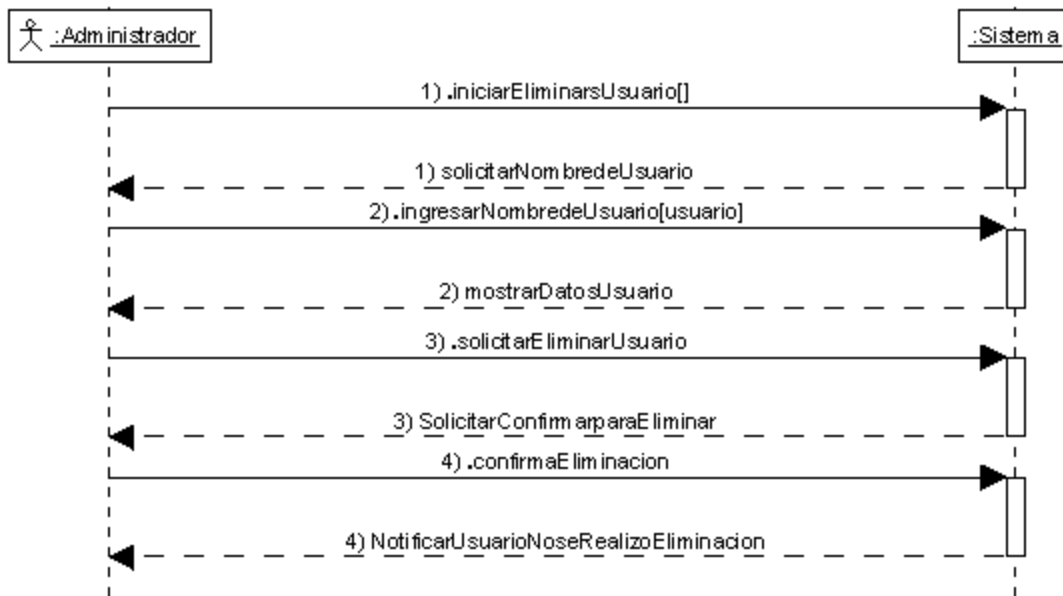 :Administrador
:Sistema
1) .iniciarEliminarsUsuario[]
1) solicitarNombredeUsuario
2).ingresarNombredeUsuario[usuario]
2) mostrarDatosUsuario
3) .solicitarEliminarUsuario
3) SolicitarConfirmarparaEliminar
4) .confirmaEliminacion
4) NotificarUsuarioNoseRealizoEliminacion